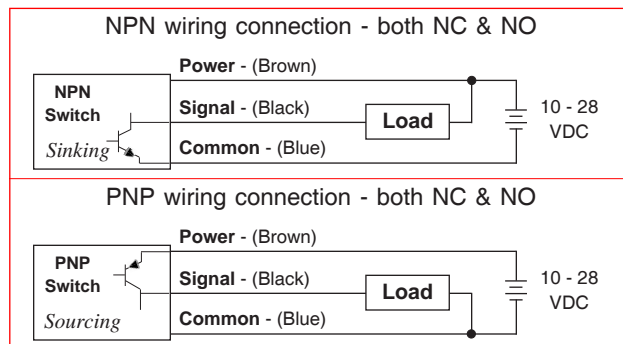 NPN wiring connection - both NC & NO
Power - (Brown)
NPN
Switch
Signal - (Black)
Load
10 - 28
VDC
Sinking
Common - (Blue)
PNP wiring connection - both NC & NO
Power - (Brown)
PNP
Switch
Signal - (Black)
Load
10 - 28
VDC
Sourcing
Common - (Blue)